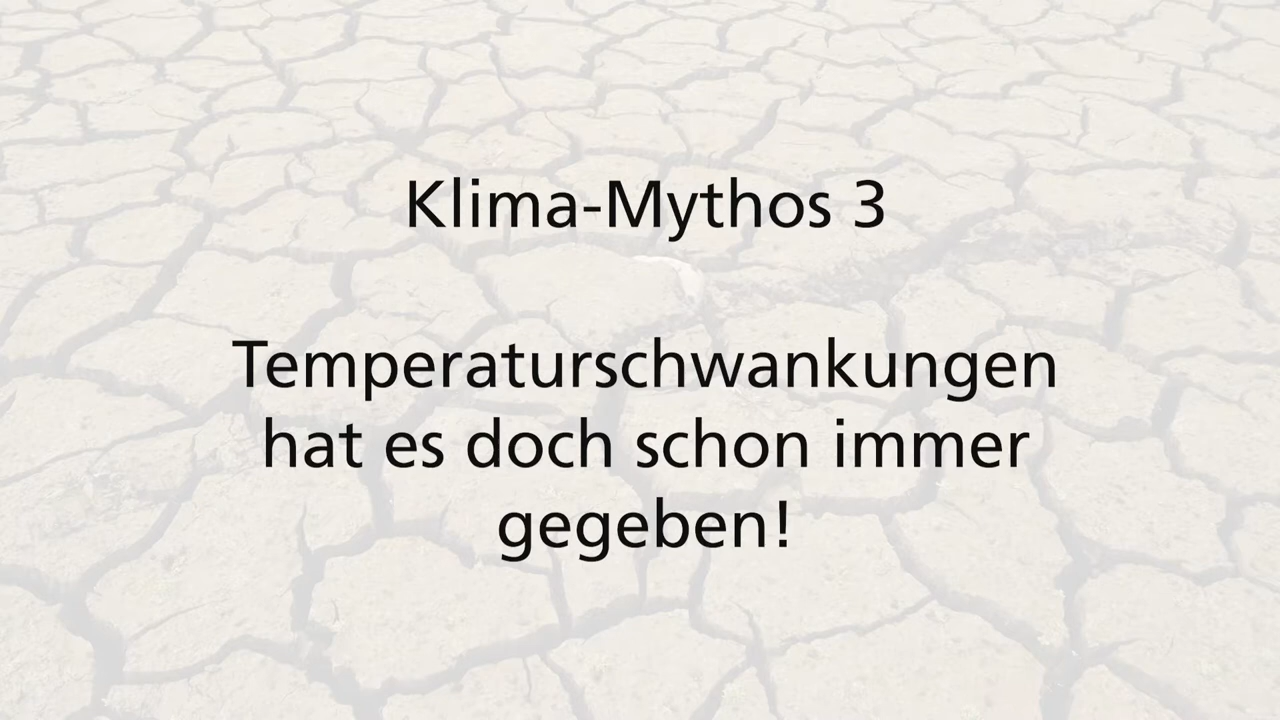 Klima-Mythos 3
Temperaturschwankungen
hat es doch schon immer
gegeben!